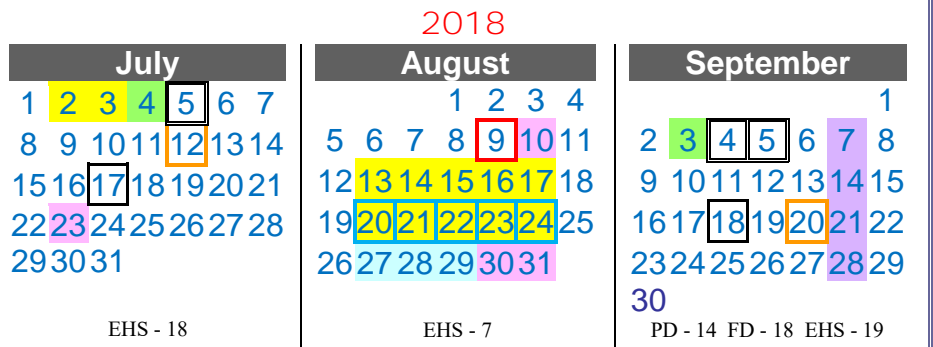 2018
July
1 2 3 4 5 6 7
8 9 10 11 12 13 14
15 16 17 18 19 20 21
22 23 24 25 26 27 28
29 30 31
EHS - 18
August
1 2 3 4
5 6 7 8 9 10 11
12 13 14 15 16 17 18
19 20 21 22 23 24 25
26 27 28 29 30 31
EHS - 7
September
1
2 3 4 5 6 7 8
9 10 11 12 13 14 15
16 17 18 19 20 21 22
23 24 25 26 27 28 29
30
PD - 14 FD - 18 EHS - 19